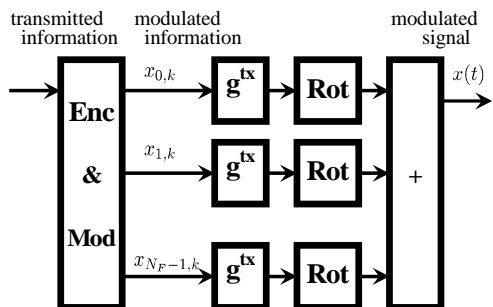 transmitted information
modulated information
modulated signal
x_{0,k}
g^{tx}
Rot
x(t)
Enc & Mod
x_{1,k}
g^{tx}
Rot
+
x_{N_F-1,k}
g^{tx}
Rot